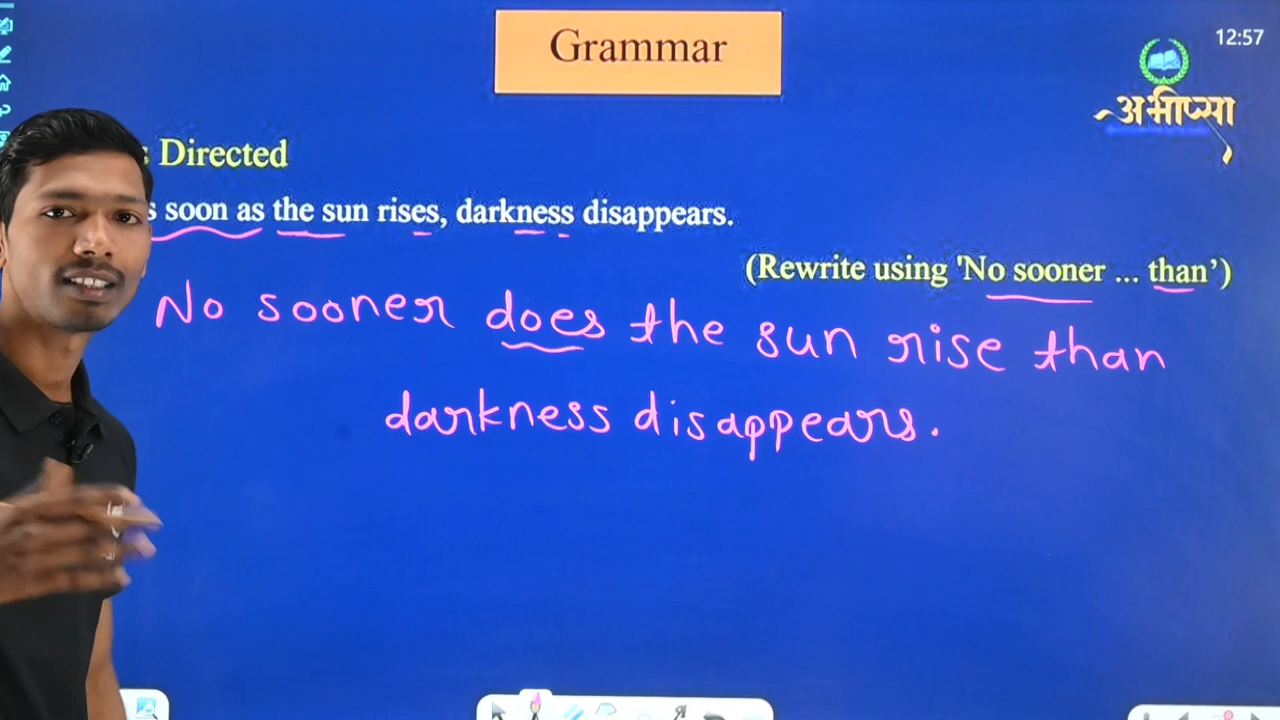 Grammar
12:57
अभीप्सा
Directed
soon as the sun rises, darkness disappears.
(Rewrite using 'No sooner ... than')
No sooner does the sun rise than
darkness disappears.